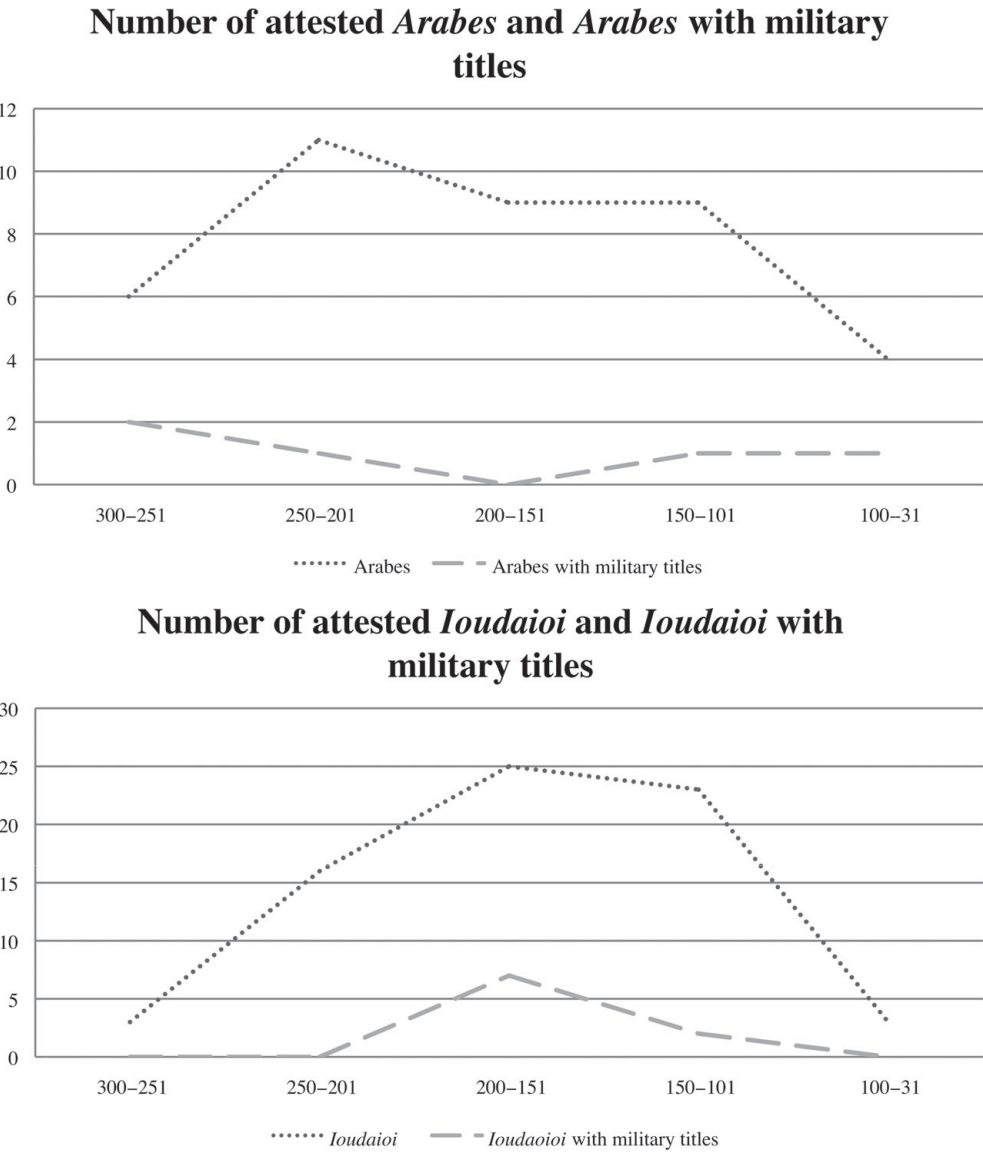 Number of attested Arabes and Arabes with military
titles
12
10
8
6
4
2
0
300–251 250–201 200–151 150–101 100–31
Arabes Arabes with military titles
Number of attested Ioudaioi and Ioudaioi with
military titles
30
25
20
15
10
5
0
300–251 250–201 200–151 150–101 100–31
Ioudaioi Ioudaoioi with military titles